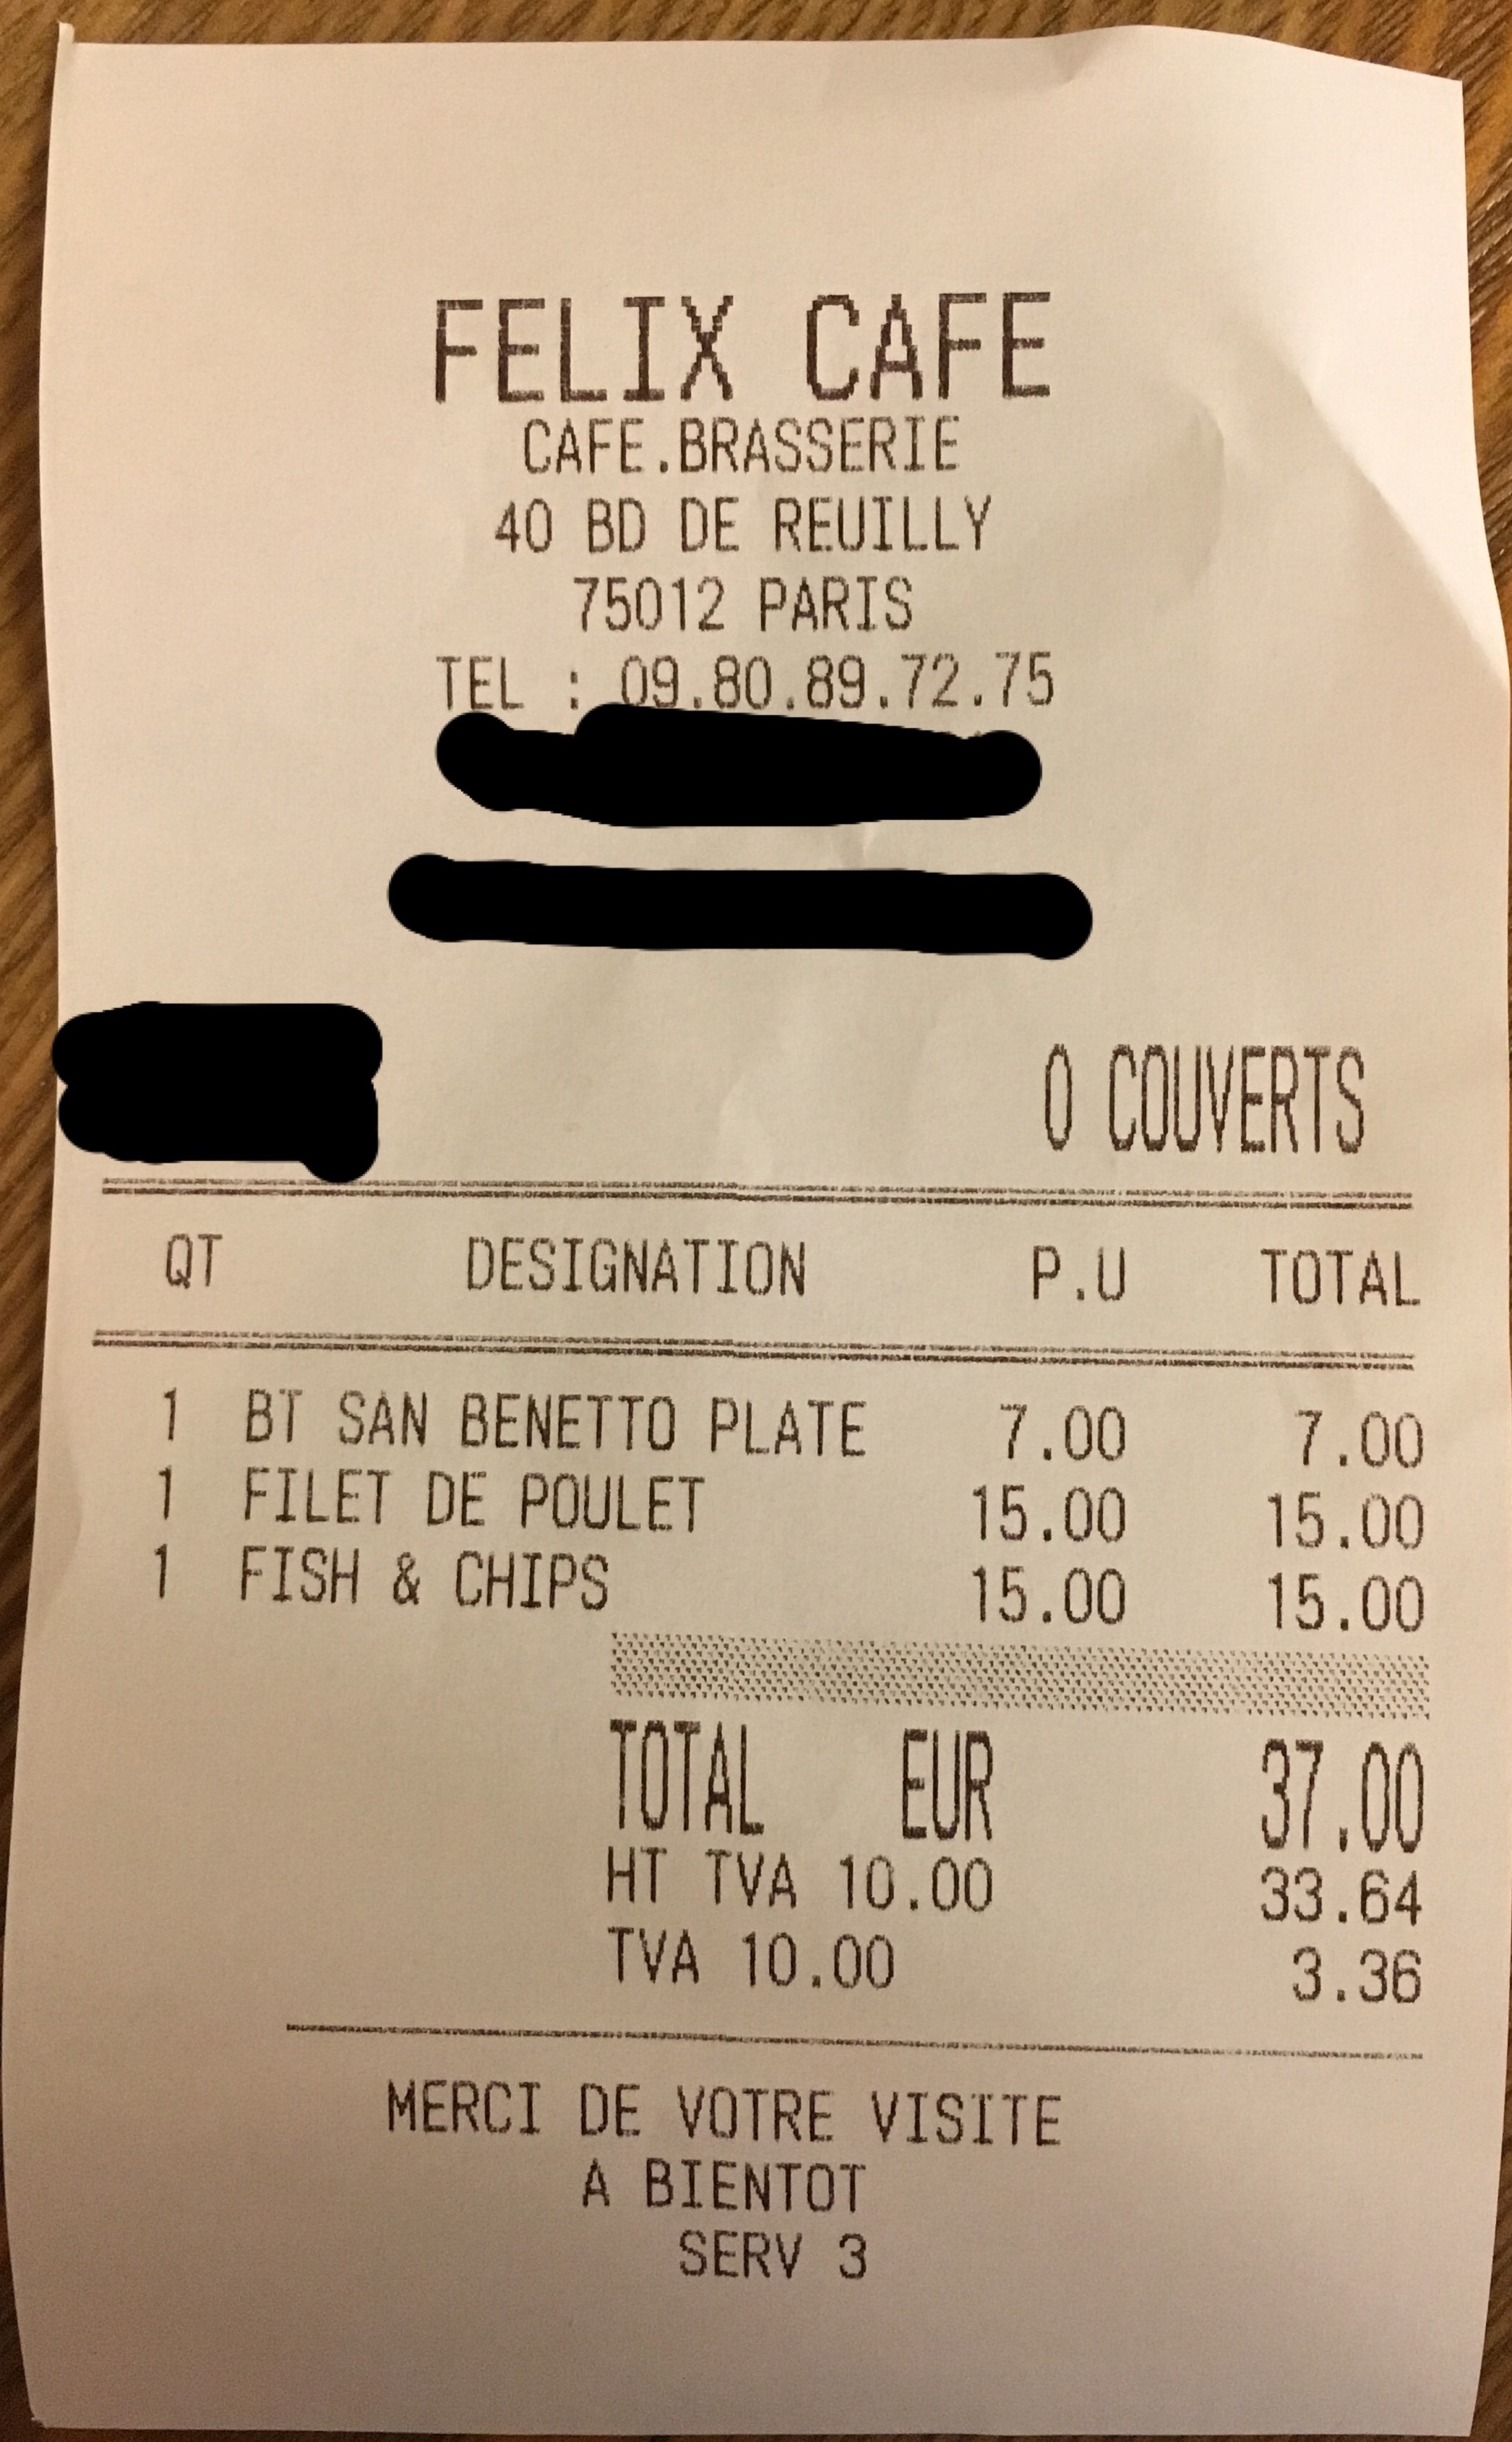 FELIX CAFE
CAFE.BRASSERIE
40 BD DE REUILLY
75012 PARIS
TEL : 09.80.89.72.75
0 COUVERTS
QT DESIGNATION P.U TOTAL
1 BT SAN BENETTO PLATE 7.00 7.00
1 FILET DE POULET 15.00 15.00
1 FISH & CHIPS 15.00 15.00
TOTAL EUR 37.00
HT TVA 10.00 33.64
TVA 10.00 3.36
MERCI DE VOTRE VISITE
A BIENTOT
SERV 3